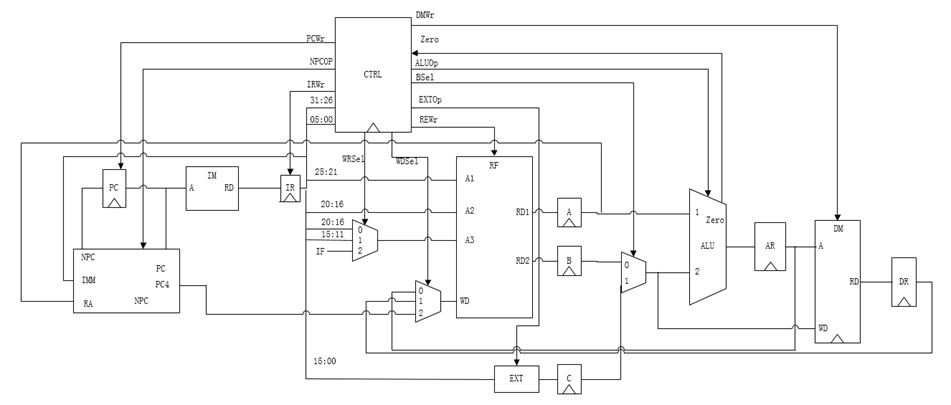 DMWr
PCWr
Zero
NPCOP
CTRL
ALUOp
BSel
IRWr
31:26
EXTOp
05:00
REWr
WRSel
WDSel
RF
IM
25:21
A1
PC
A
RD
IR
20:16
A2
RD1
A
1
Zero
20:16
0
15:11
1
A3
IF
2
ALU
AR
DM
A
NPC
PC
RD2
B
0
2
IMM
PC4
1
RD
DR
RA
NPC
0
1
WD
2
WD
15:00
EXT
C